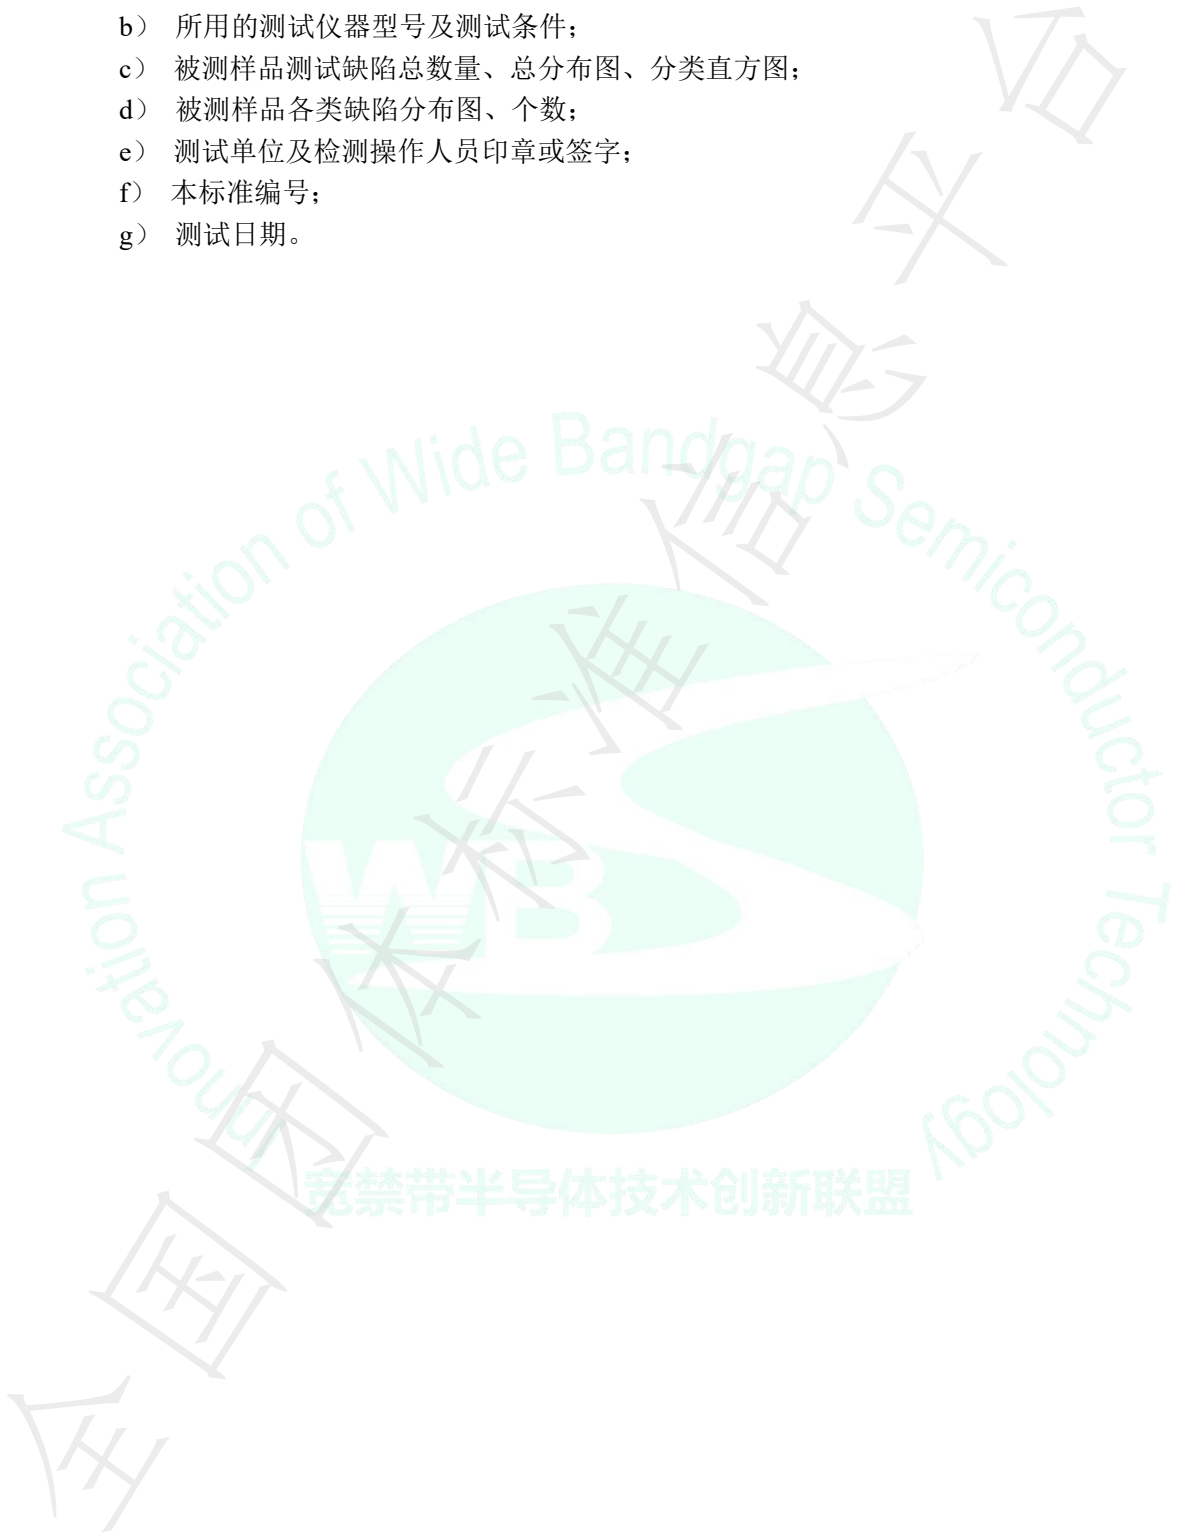 b） 所用的测试仪器型号及测试条件；
c） 被测样品测试缺陷总数量、总分布图、分类直方图；
d） 被测样品各类缺陷分布图、个数；
e） 测试单位及检测操作人员印章或签字；
f） 本标准编号；
g） 测试日期。
Innovation Association of Wide Bandgap Semiconductor Technology
WBS
宽禁带半导体技术创新联盟
全国团体标准信息平台